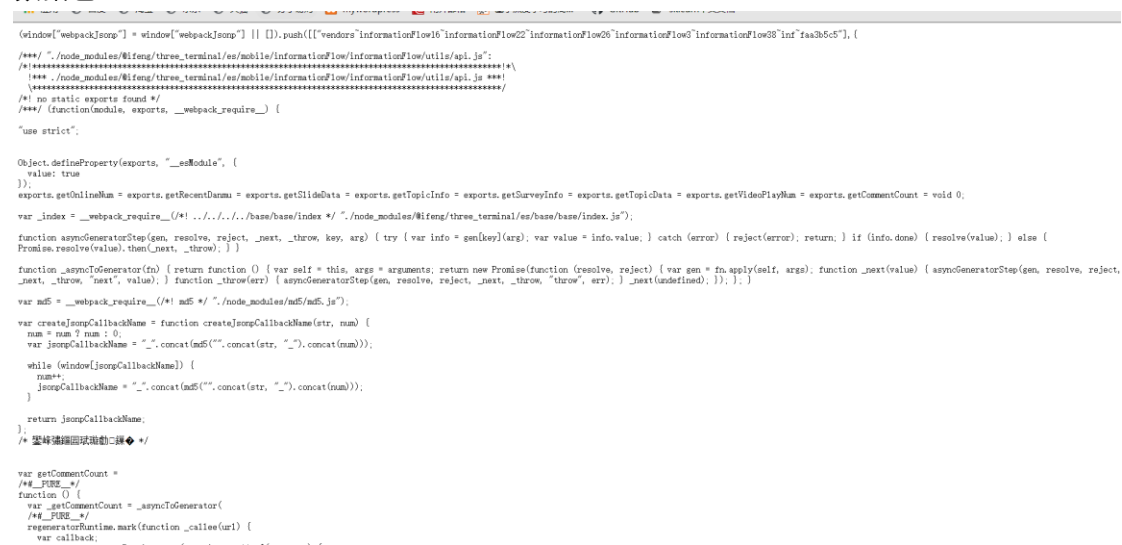 (window["webpackJsonp"] = window["webpackJsonp"] || []).push([["vendors~informationFlow16~informationFlow22~informationFlow26~informationFlow3~informationFlow38~inf~faa3b5c5"],{
/***/ "./node_modules/@ifeng/three_terminal/es/mobile/informationFlow/informationFlow/utils/api.js":
/*!***************************************************************************************************!*\
  !*** ./node_modules/@ifeng/three_terminal/es/mobile/informationFlow/informationFlow/utils/api.js ***!
  \***************************************************************************************************/
/*! no static exports found */
/***/ (function(module, exports, __webpack_require__) {
"use strict";
Object.defineProperty(exports, "__esModule", {
  value: true
});
exports.getOnlineNum = exports.getRecentDanmu = exports.getSlideData = exports.getTopicInfo = exports.getSurveyInfo = exports.getTopicData = exports.getVideoPlayNum = exports.getCommentCount = void 0;
var _index = __webpack_require__(/*! ../../../../base/base/index */ "./node_modules/@ifeng/three_terminal/es/base/base/index.js");
function asyncGeneratorStep(gen, resolve, reject, _next, _throw, key, arg) { try { var info = gen[key](arg); var value = info.value; } catch (error) { reject(error); return; } if (info.done) { resolve(value); } else {
Promise.resolve(value).then(_next, _throw); } }
function _asyncToGenerator(fn) { return function () { var self = this, args = arguments; return new Promise(function (resolve, reject) { var gen = fn.apply(self, args); function _next(value) { asyncGeneratorStep(gen, resolve, reject,
_next, _throw, "next", value); } function _throw(err) { asyncGeneratorStep(gen, resolve, reject, _next, _throw, "throw", err); } _next(undefined); }); }; }
var md5 = __webpack_require__(/*! md5 */ "./node_modules/md5/md5.js");
var createJsonpCallbackName = function createJsonpCallbackName(str, num) {
  num = num ? num : 0;
  var jsonpCallbackName = "_".concat(md5("".concat(str, "_").concat(num)));
  while (window[jsonpCallbackName]) {
    num++;
    jsonpCallbackName = "_".concat(md5("".concat(str, "_").concat(num)));
  }
  return jsonpCallbackName;
};
/* */
var getCommentCount =
/*#__PURE__*/
function () {
  var _getCommentCount = _asyncToGenerator(
  /*#__PURE__*/
  regeneratorRuntime.mark(function _callee(url) {
    var callback;